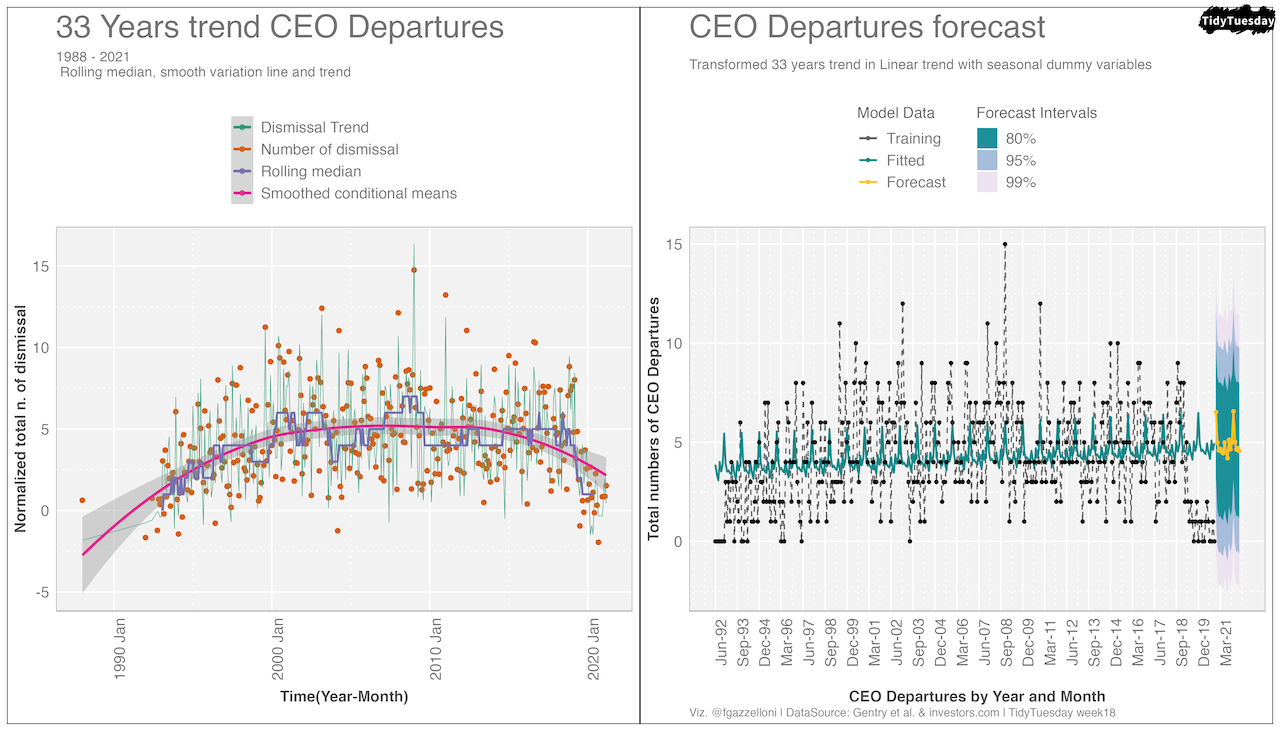 33 Years trend CEO Departures
1988 - 2021
Rolling median, smooth variation line and trend
Dismissal Trend
Number of dismissal
Rolling median
Smoothed conditional means
Normalized total n. of dismissal
15
10
5
0
-5
1990 Jan
2000 Jan
2010 Jan
2020 Jan
Time(Year-Month)
CEO Departures forecast
TidyTuesday
Transformed 33 years trend in Linear trend with seasonal dummy variables
Model Data
Training
Fitted
Forecast
Forecast Intervals
80%
95%
99%
Total numbers of CEO Departures
15
10
5
0
Jun-92
Sep-93
Dec-94
Mar-96
Jun-97
Sep-98
Dec-99
Mar-01
Jun-02
Sep-03
Dec-04
Mar-06
Jun-07
Sep-08
Dec-09
Mar-11
Jun-12
Sep-13
Dec-14
Mar-16
Jun-17
Sep-18
Dec-19
Mar-21
CEO Departures by Year and Month
Viz. @fgazzelloni | DataSource: Gentry et al. & investors.com | TidyTuesday week18